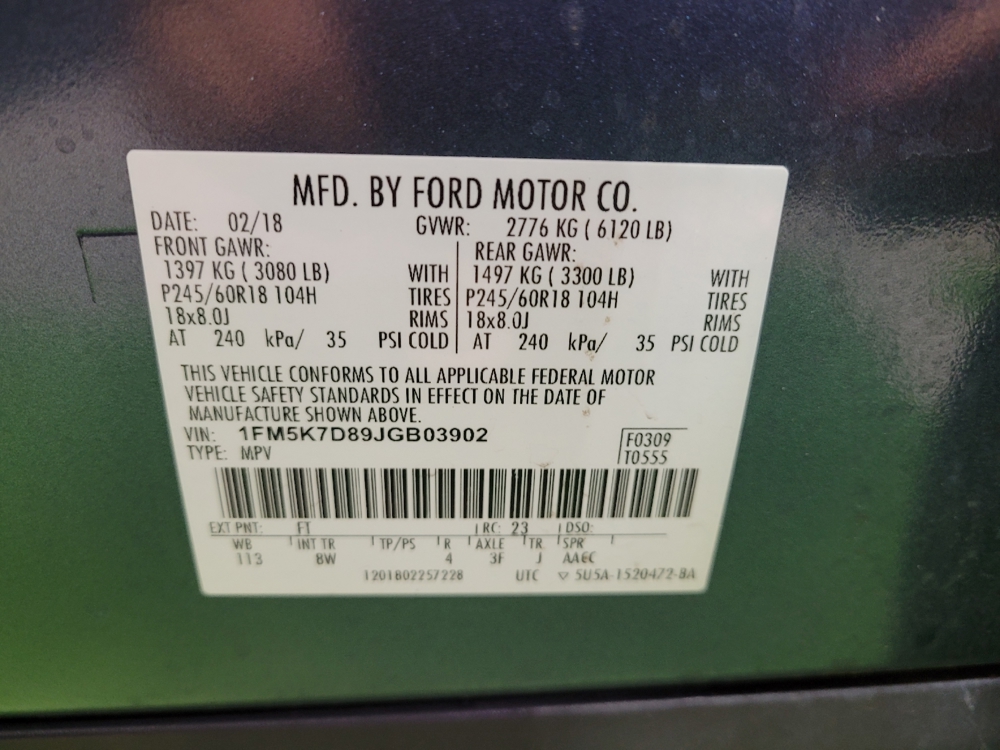 MFD. BY FORD MOTOR CO.
DATE: 02/18 GVWR: 2776 KG ( 6120 LB)
FRONT GAWR: REAR GAWR:
1397 KG ( 3080 LB) WITH 1497 KG ( 3300 LB) WITH
P245/60R18 104H TIRES P245/60R18 104H TIRES
18x8.0J RIMS 18x8.0J RIMS
AT 240 kPa/ 35 PSI COLD AT 240 kPa/ 35 PSI COLD
THIS VEHICLE CONFORMS TO ALL APPLICABLE FEDERAL MOTOR
VEHICLE SAFETY STANDARDS IN EFFECT ON THE DATE OF
MANUFACTURE SHOWN ABOVE.
VIN: 1FM5K7D89JGB03902 F0309
TYPE: MPV T0555
EXT PNT: FT RC: 23 DSO:
WB INT TR TP/PS R AXLE TR SPR
113 BW 4 3F J AA6C
1201802257228 UTC ▽ 5U5A-1520472-BA